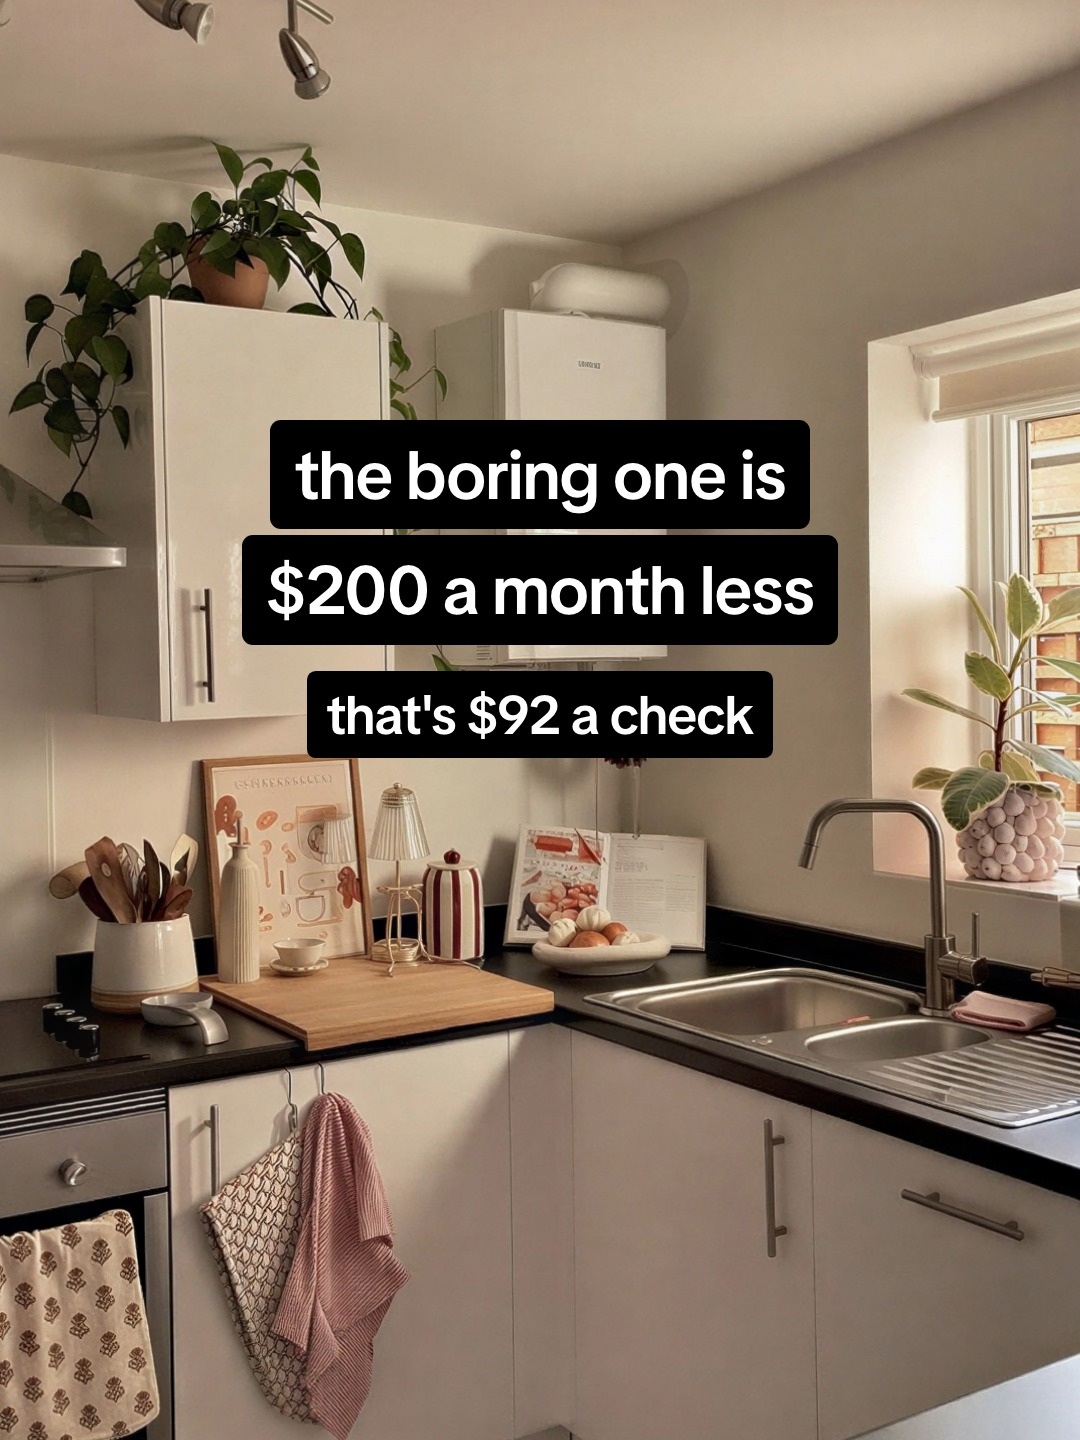 the boring one is
$200 a month less
that's $92 a check